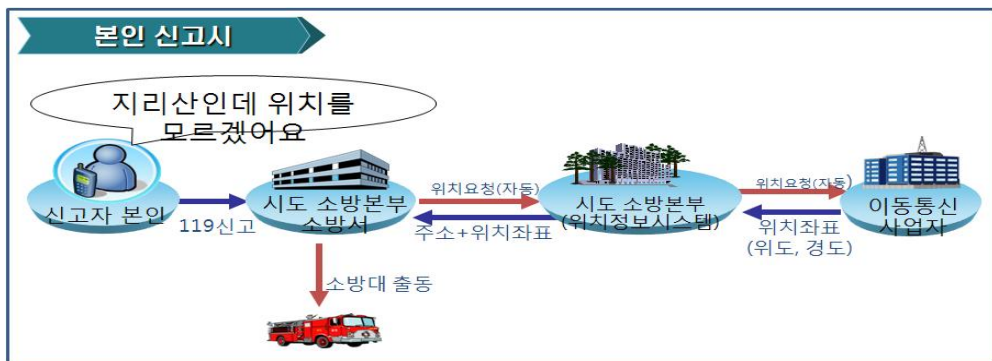 본인 신고시
지리산인데 위치를
모르겠어요
신고자 본인
119신고
시도 소방본부
소방서
위치요청(자동)
주소+위치좌표
시도 소방본부
(위치정보시스템)
위치요청(자동)
위치좌표
(위도, 경도)
이동통신
사업자
소방대 출동